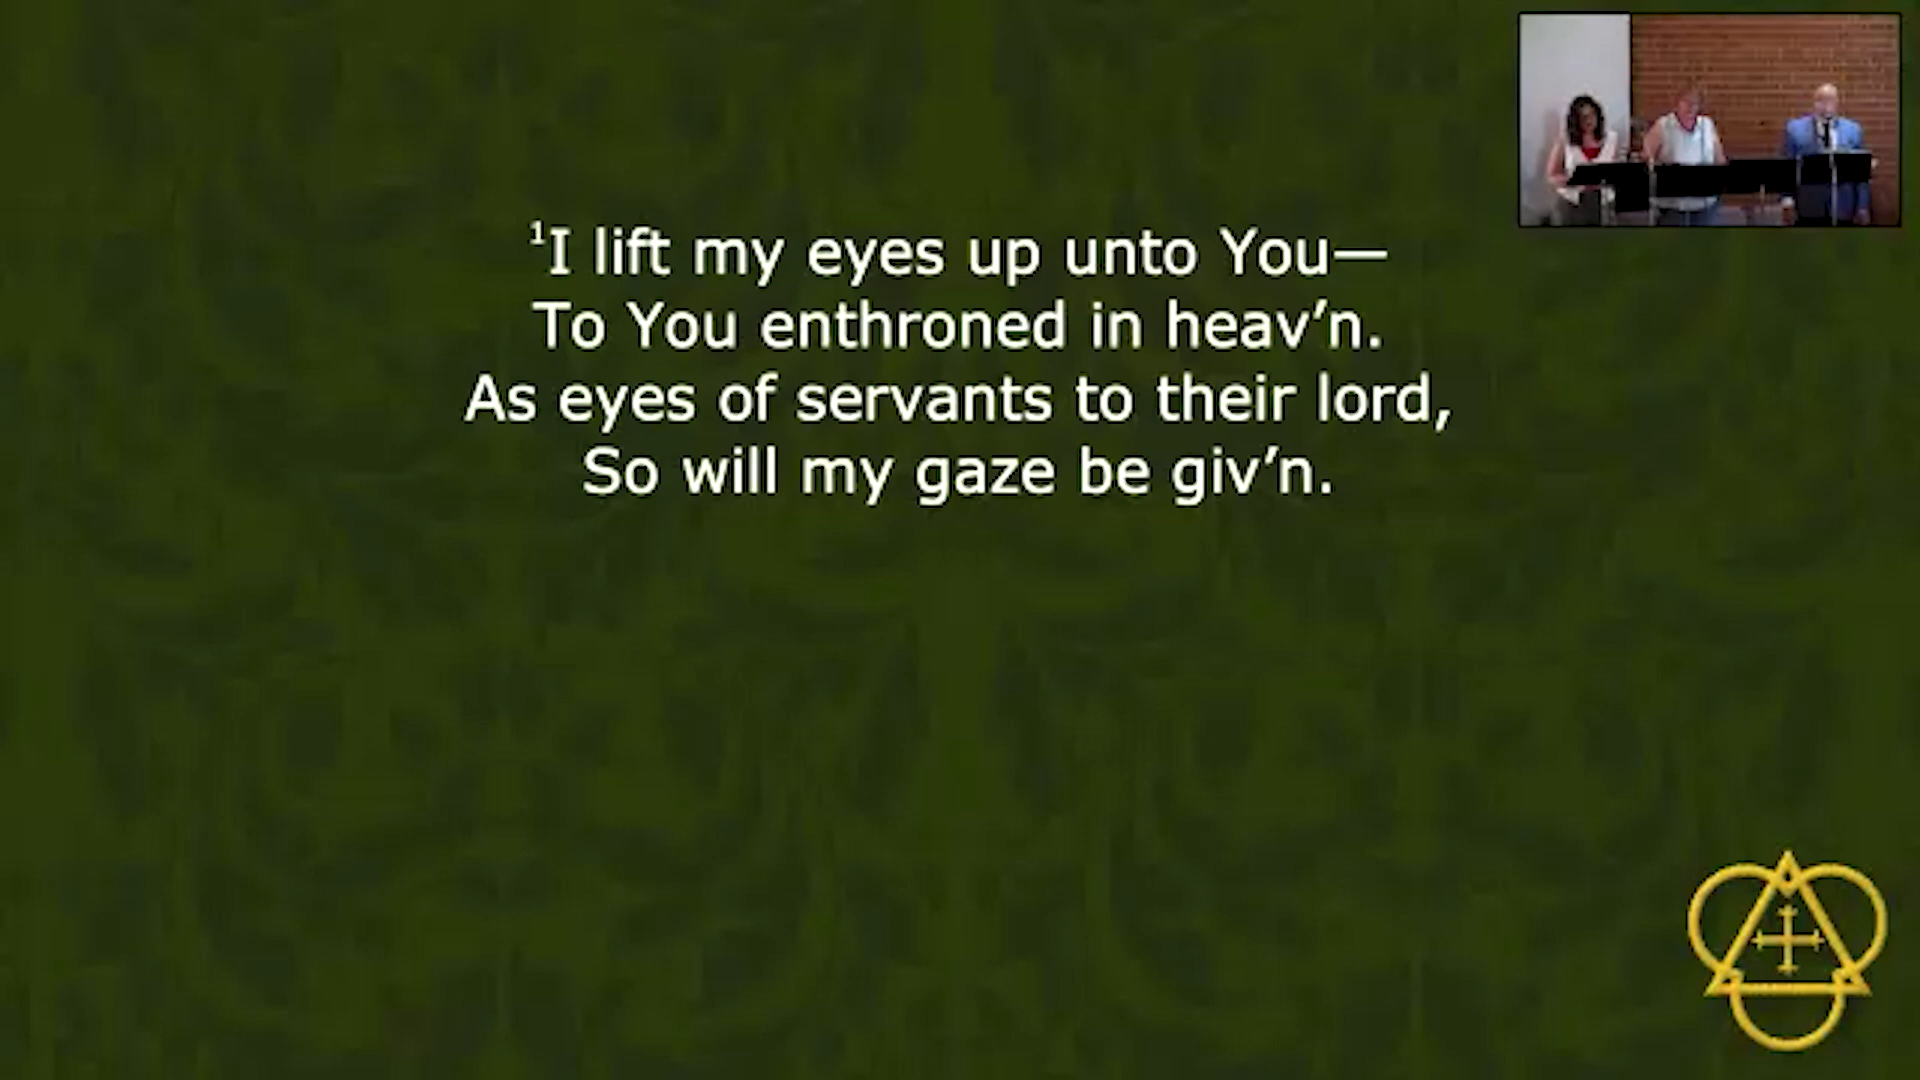 ¹I lift my eyes up unto You—
To You enthroned in heav’n.
As eyes of servants to their lord,
So will my gaze be giv’n.